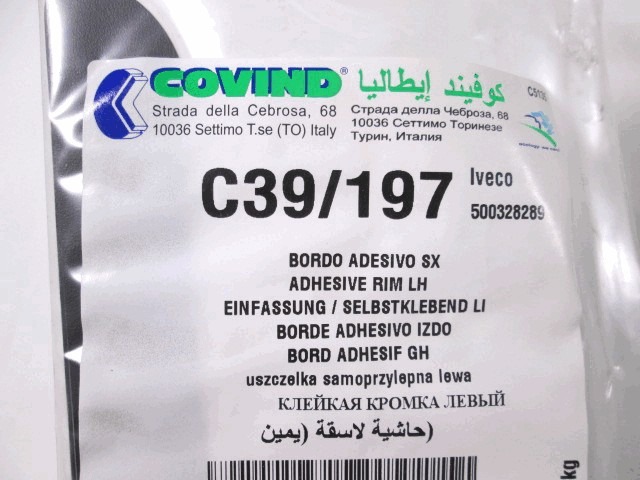 COVIND® كوفيند إيطاليا
Strada della Cebrosa, 68
10036 Settimo T.se (TO) Italy
Страда делла Чеброза, 68
10036 Сеттимо Торинезе
Турин, Италия
C39/197
Iveco
500328289
BORDO ADESIVO SX
ADHESIVE RIM LH
EINFASSUNG / SELBSTKLEBEND LI
BORDE ADHESIVO IZDO
BORD ADHESIF GH
uszczelka samoprzylepna lewa
КЛЕЙКАЯ КРОМКА ЛЕВЫЙ
حاشية لاسقة (يمين)
kg